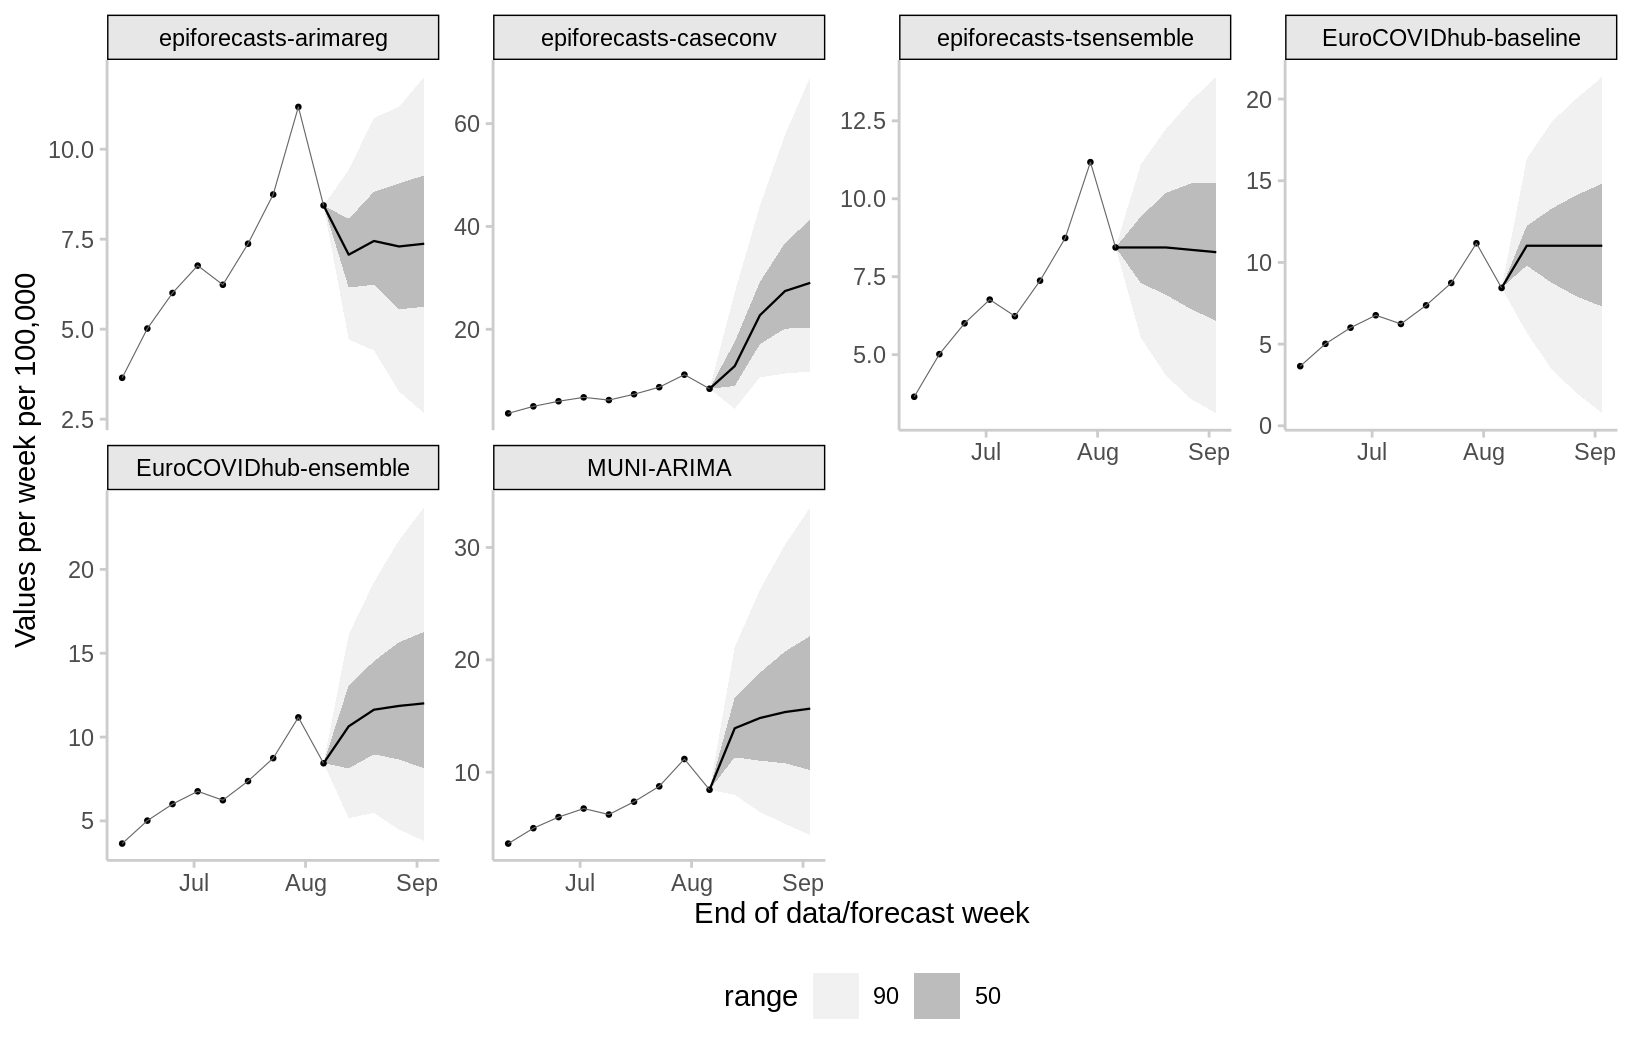 epiforecasts-arimareg
epiforecasts-caseconv
epiforecasts-tsensemble
EuroCOVIDhub-baseline
10.0
7.5
5.0
2.5
60
40
20
12.5
10.0
7.5
5.0
Jul
Aug
Sep
20
15
10
5
0
Jul
Aug
Sep
Values per week per 100,000
EuroCOVIDhub-ensemble
MUNI-ARIMA
20
15
10
5
Jul
Aug
Sep
30
20
10
Jul
Aug
Sep
End of data/forecast week
range 90 50